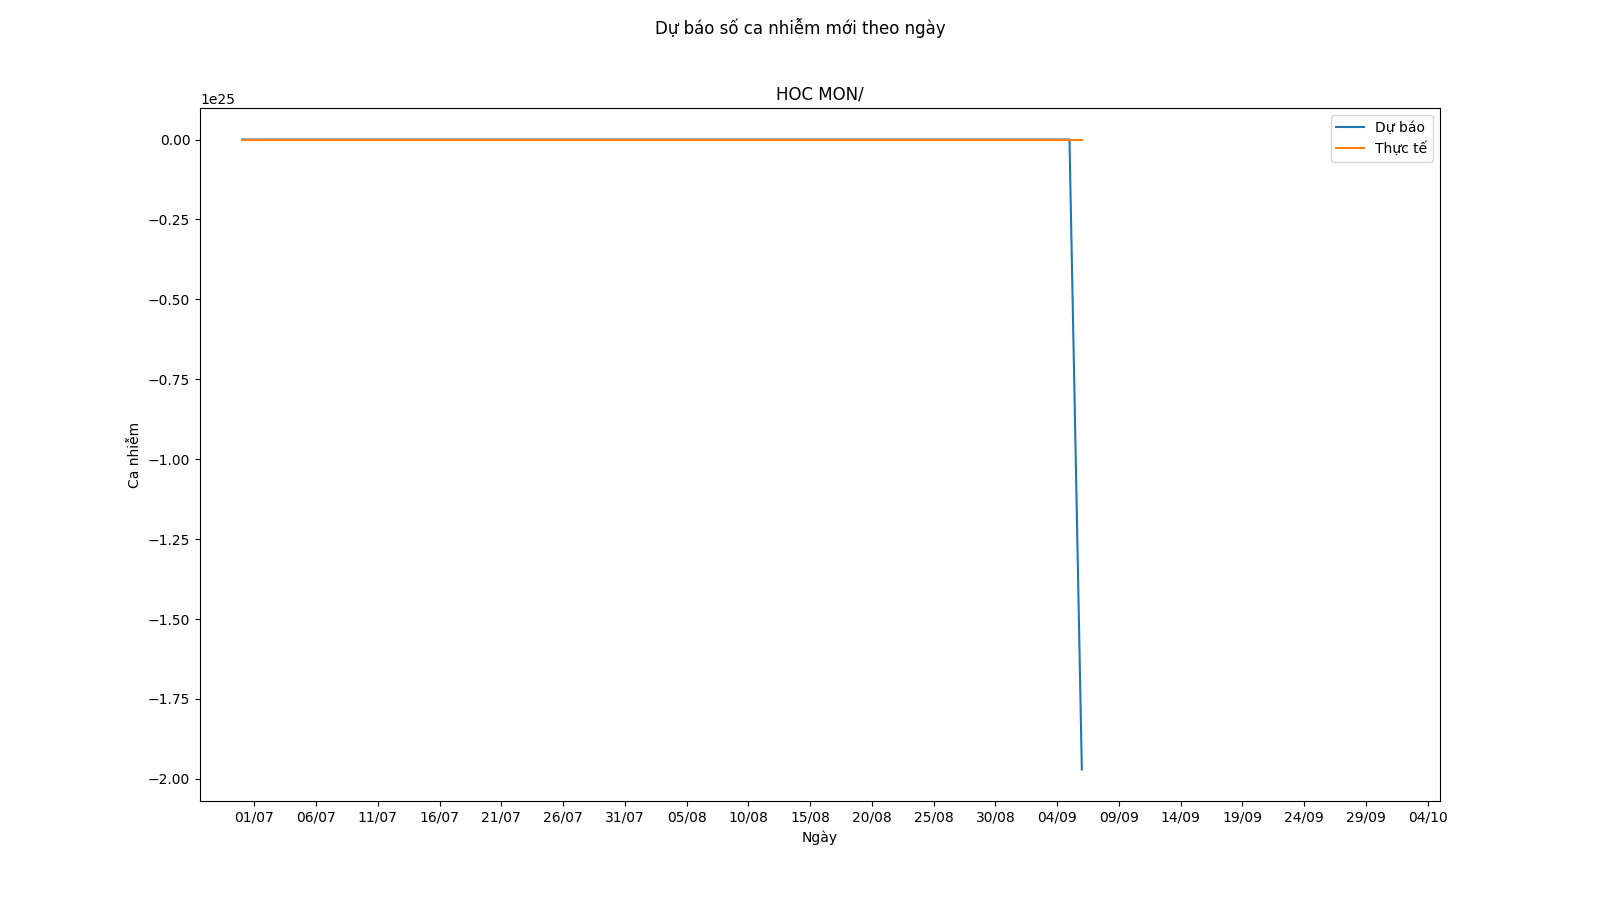 Dự báo số ca nhiễm mới theo ngày
HOC MON/
1e25
0.00
−0.25
−0.50
−0.75
−1.00
−1.25
−1.50
−1.75
−2.00
Ca nhiễm
Dự báo
Thực tế
01/07 06/07 11/07 16/07 21/07 26/07 31/07 05/08 10/08 15/08 20/08 25/08 30/08 04/09 09/09 14/09 19/09 24/09 29/09 04/10
Ngày